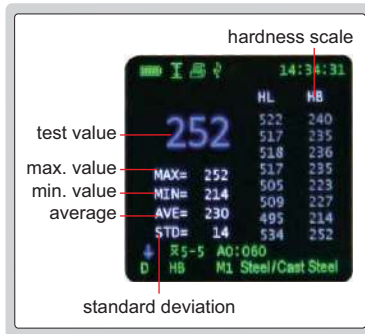 hardness scale
14:34:31
HL HB
522 240
517 235
518 236
517 235
505 223
509 227
495 214
534 252
test value
252
max. value
MAX= 252
min. value
MIN= 214
average
AVE= 230
STD= 14
5-5 A0:060
D HB M1 Steel/Cast Steel
standard deviation